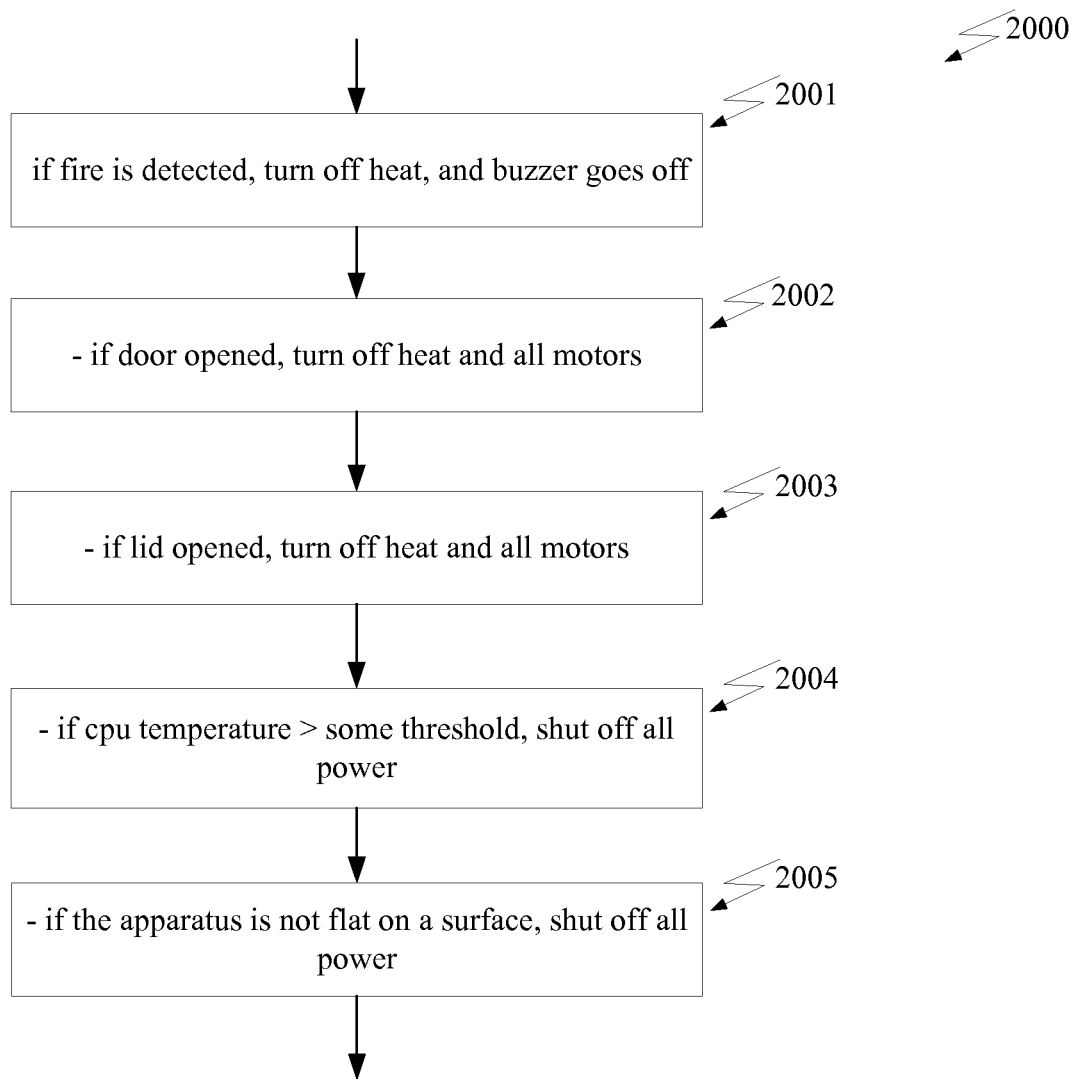 2000
2001
if fire is detected, turn off heat, and buzzer goes off
2002
- if door opened, turn off heat and all motors
2003
- if lid opened, turn off heat and all motors
2004
- if cpu temperature > some threshold, shut off all
power
2005
- if the apparatus is not flat on a surface, shut off all
power